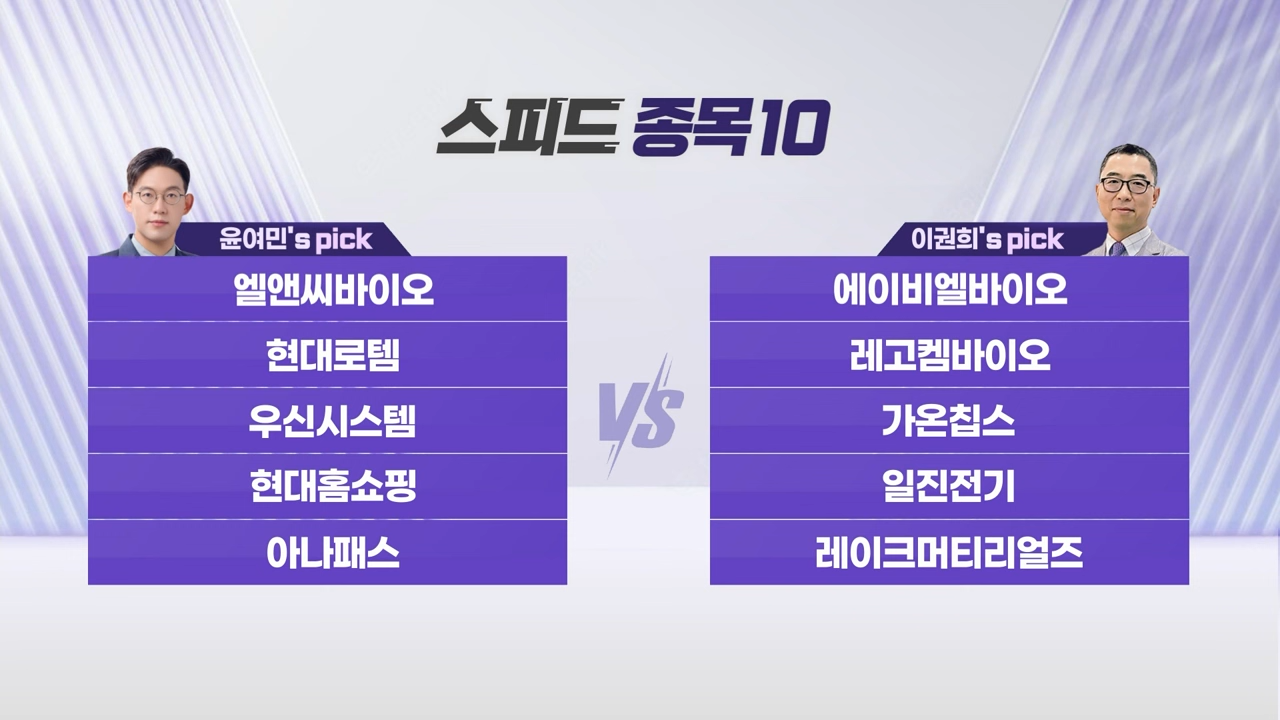 스피드 종목10
윤여민's pick
엘앤씨바이오
현대로템
우신시스템
현대홈쇼핑
아나패스
VS
이권희's pick
에이비엘바이오
레고켐바이오
가온칩스
일진전기
레이크머티리얼즈